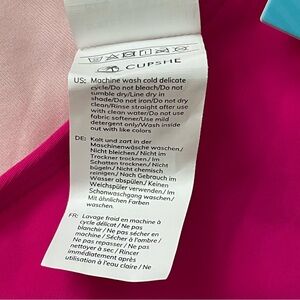 CUPSHE
US: Machine wash cold delicate
cycle/Do not bleach/Do not
tumble dry/Line dry in
shade/Do not iron/Do not dry
clean/Rinse straight after use
with clean water/Do not use
fabric softener/Use mild
detergent only/Wash inside
out with like colors
DE: Kalt und zart in der
Maschinenwäsche waschen/
Nicht bleichen/Nicht im
Trockner trocknen/Im
Schatten trocknen/Nicht
bügeln/Nicht chemisch
reinigen/Nach Gebrauch im
Wasser abspülen/Keinen
Weichspüler verwenden/Im
Schonwaschgang waschen/
Mit ähnlichen Farben
waschen.
FR: Lavage froid en machine à
cycle délicat/Ne pas
blanchir/Ne pas sécher en
machine/Sécher à l'ombre/
Ne pas repasser/Ne pas
nettoyer à sec/Rincer
immédiatement après
utilisation à l'eau claire/Ne